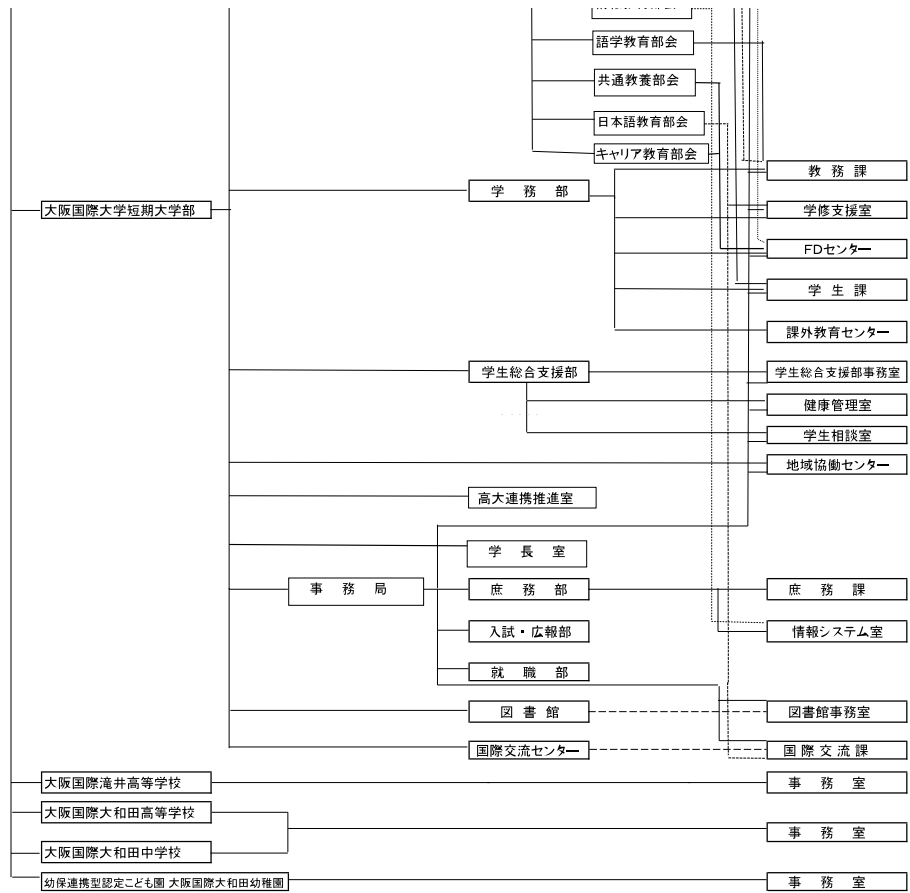 語学教育部会
共通教養部会
日本語教育部会
キャリア教育部会
教務課
学務部
大阪国際大学短期大学部
学修支援室
FDセンター
学生課
課外教育センター
学生総合支援部
学生総合支援部事務室
健康管理室
学生相談室
地域協働センター
高大連携推進室
学長室
事務局
庶務部
庶務課
入試・広報部
情報システム室
就職部
図書館
図書館事務室
国際交流センター
国際交流課
大阪国際滝井高等学校
事務室
大阪国際大和田高等学校
事務室
大阪国際大和田中学校
幼保連携型認定こども園 大阪国際大和田幼稚園
事務室